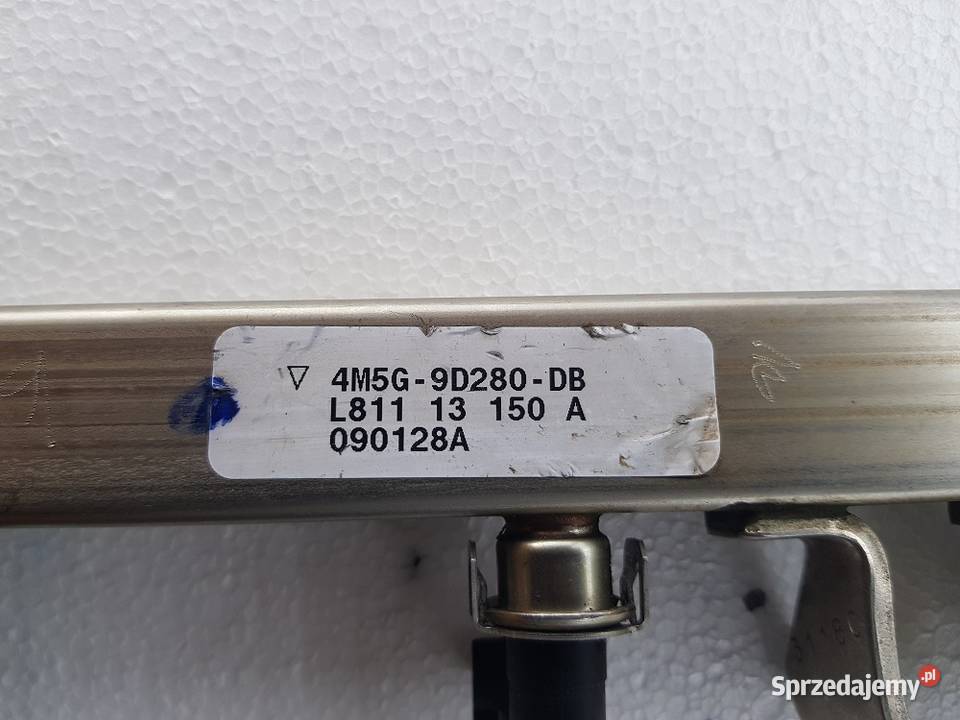 4M5G-9D280-DB
L811 13 150 A
090128A
Sprzedajemy.pl